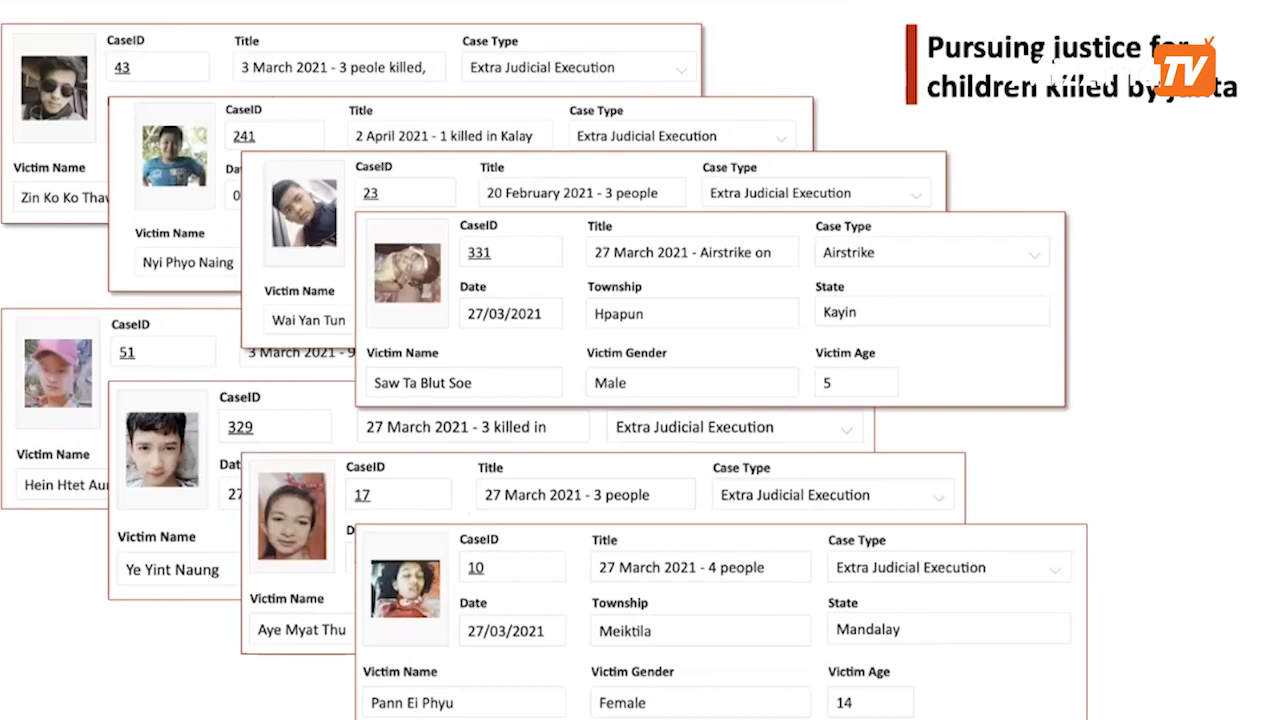 Pursuing justice for
children killed by junta
TV
CaseID
Title
Case Type
43
3 March 2021 - 3 peole killed,
Extra Judicial Execution
Victim Name
Zin Ko Ko Thaw
CaseID
Title
Case Type
241
2 April 2021 - 1 killed in Kalay
Extra Judicial Execution
Victim Name
Nyi Phyo Naing
CaseID
Title
Case Type
23
20 February 2021 - 3 people
Extra Judicial Execution
Victim Name
Wai Yan Tun
CaseID
Title
Case Type
331
27 March 2021 - Airstrike on
Airstrike
Date
Township
State
27/03/2021
Hpapun
Kayin
Victim Name
Victim Gender
Victim Age
Saw Ta Blut Soe
Male
5
CaseID
51
3 March 2021 - 9
Victim Name
Hein Htet
CaseID
329
27 March 2021 - 3 killed in
Extra Judicial Execution
Victim Name
Ye Yint Naung
CaseID
Title
Case Type
17
27 March 2021 - 3 people
Extra Judicial Execution
Victim Name
Aye Myat Thu
CaseID
Title
Case Type
10
27 March 2021 - 4 people
Extra Judicial Execution
Date
Township
State
27/03/2021
Meiktila
Mandalay
Victim Name
Victim Gender
Victim Age
Pann Ei Phyu
Female
14